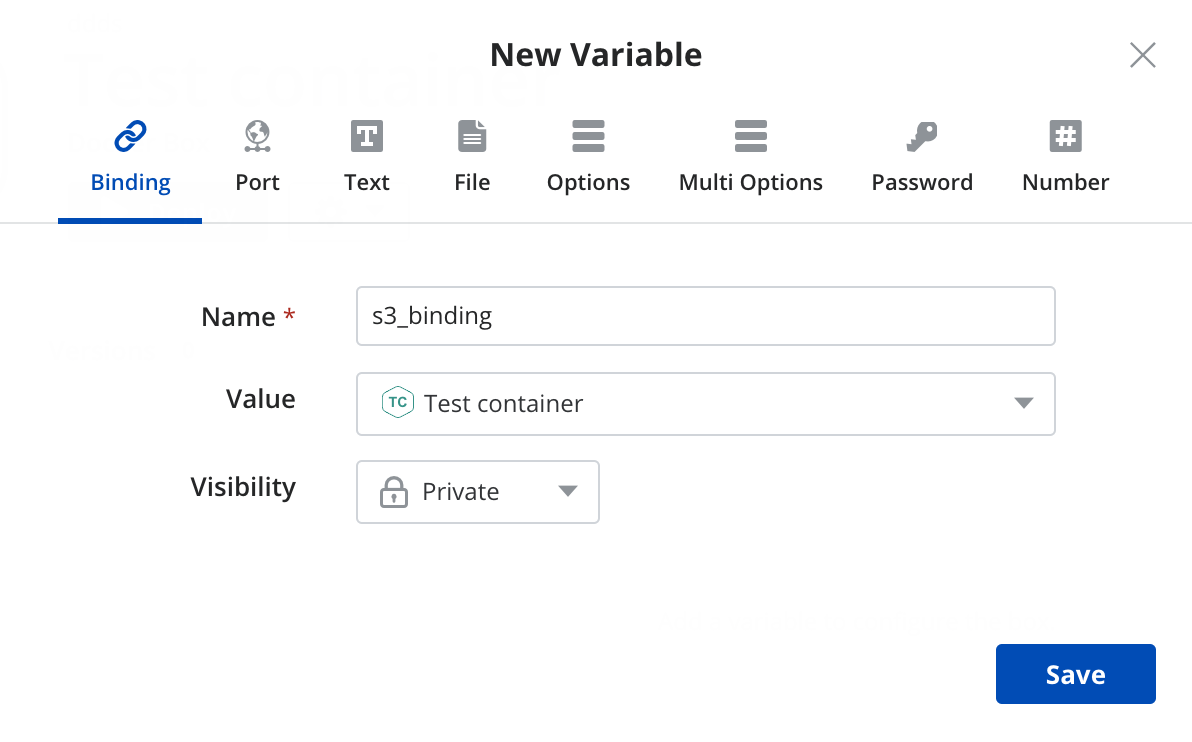 New Variable
Binding Port Text File Options Multi Options Password Number
Name *
s3_binding
Value
TC Test container
Visibility
Private
Save